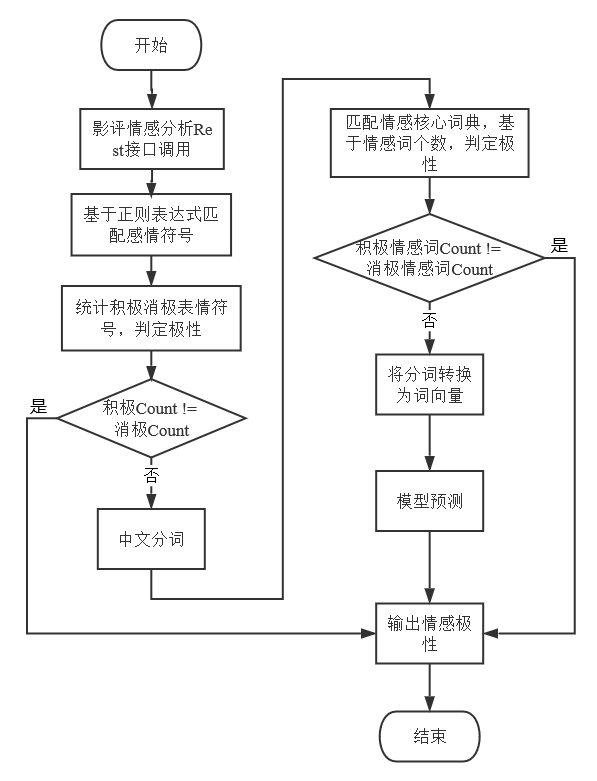 开始
影评情感分析Re
st接口调用
基于正则表达式匹
配感情符号
统计积极消极表情符
号，判定极性
积极Count !=
消极Count
是
否
中文分词
匹配情感核心词典，基
于情感词个数，判定极
性
积极情感词Count !=
消极情感词Count
是
否
将分词转换
为词向量
模型预测
输出情感极
性
结束